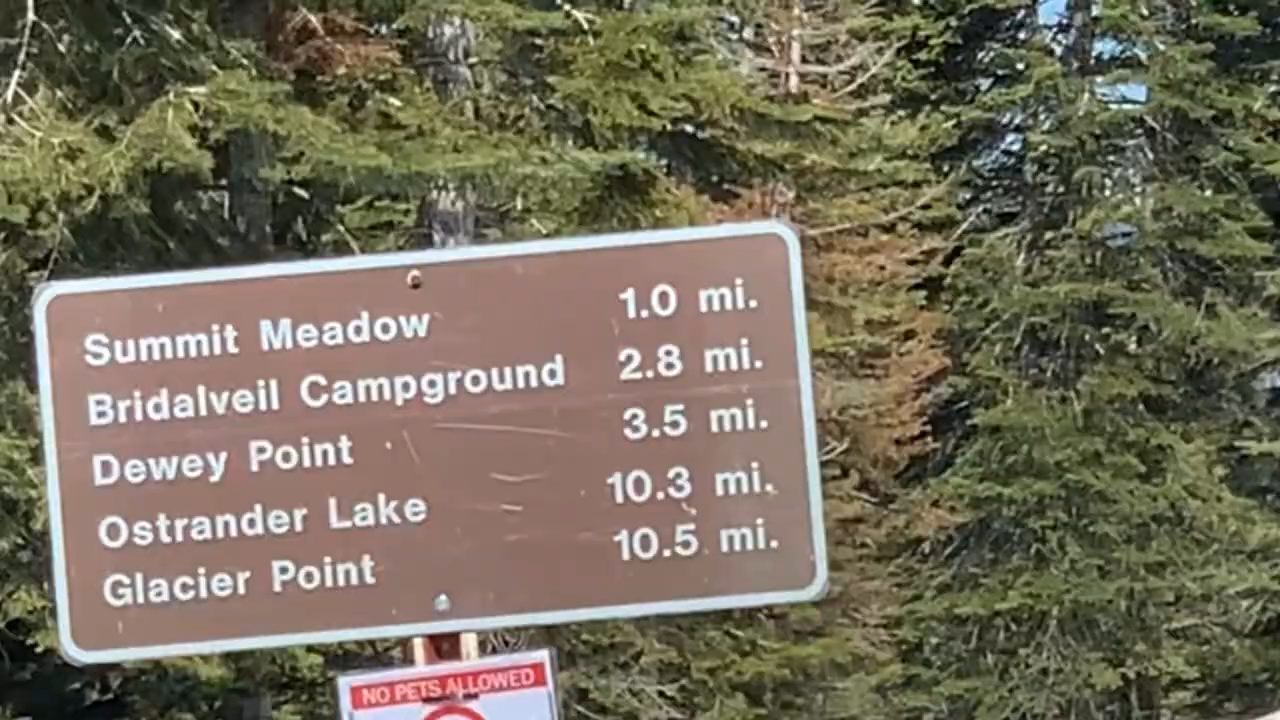 Summit Meadow 1.0 mi.
Bridalveil Campground 2.8 mi.
Dewey Point 3.5 mi.
Ostrander Lake 10.3 mi.
Glacier Point 10.5 mi.
NO PETS ALLOWED